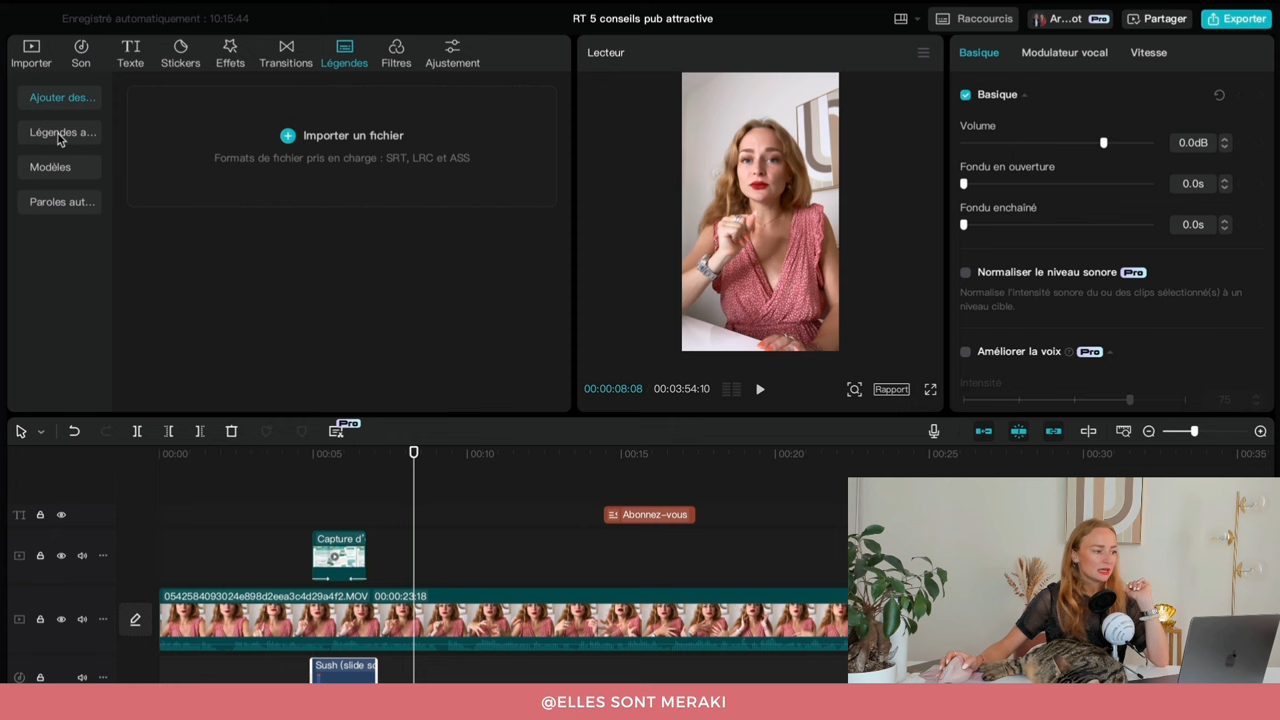 Enregistré automatiquement : 10:15:44
RT 5 conseils pub attractive
Raccourcis
Ar...ot Pro
Partager
Exporter
Importer
Son
Texte
Stickers
Effets
Transitions
Légendes
Filtres
Ajustement
Ajouter des...
Légendes a...
Modèles
Paroles aut...
Importer un fichier
Formats de fichier pris en charge : SRT, LRC et ASS
Lecteur
00:00:08:08
00:03:54:10
Rapport
Basique
Modulateur vocal
Vitesse
Basique
Volume
0.0dB
Fondu en ouverture
0.0s
Fondu enchaîné
0.0s
Normaliser le niveau sonore Pro
Normalise l'intensité sonore du ou des clips sélectionné(s) à un
niveau cible.
Améliorer la voix Pro
Intensité
75
Pro
00:00
00:05
00:10
00:15
00:20
00:25
00:30
00:35
TI
Abonnez-vous
Capture d'
0542584093024e898d2eea3c4d29a4f2.MOV 00:00:23:18
Sush (slide sc
@ELLES SONT MERAKI